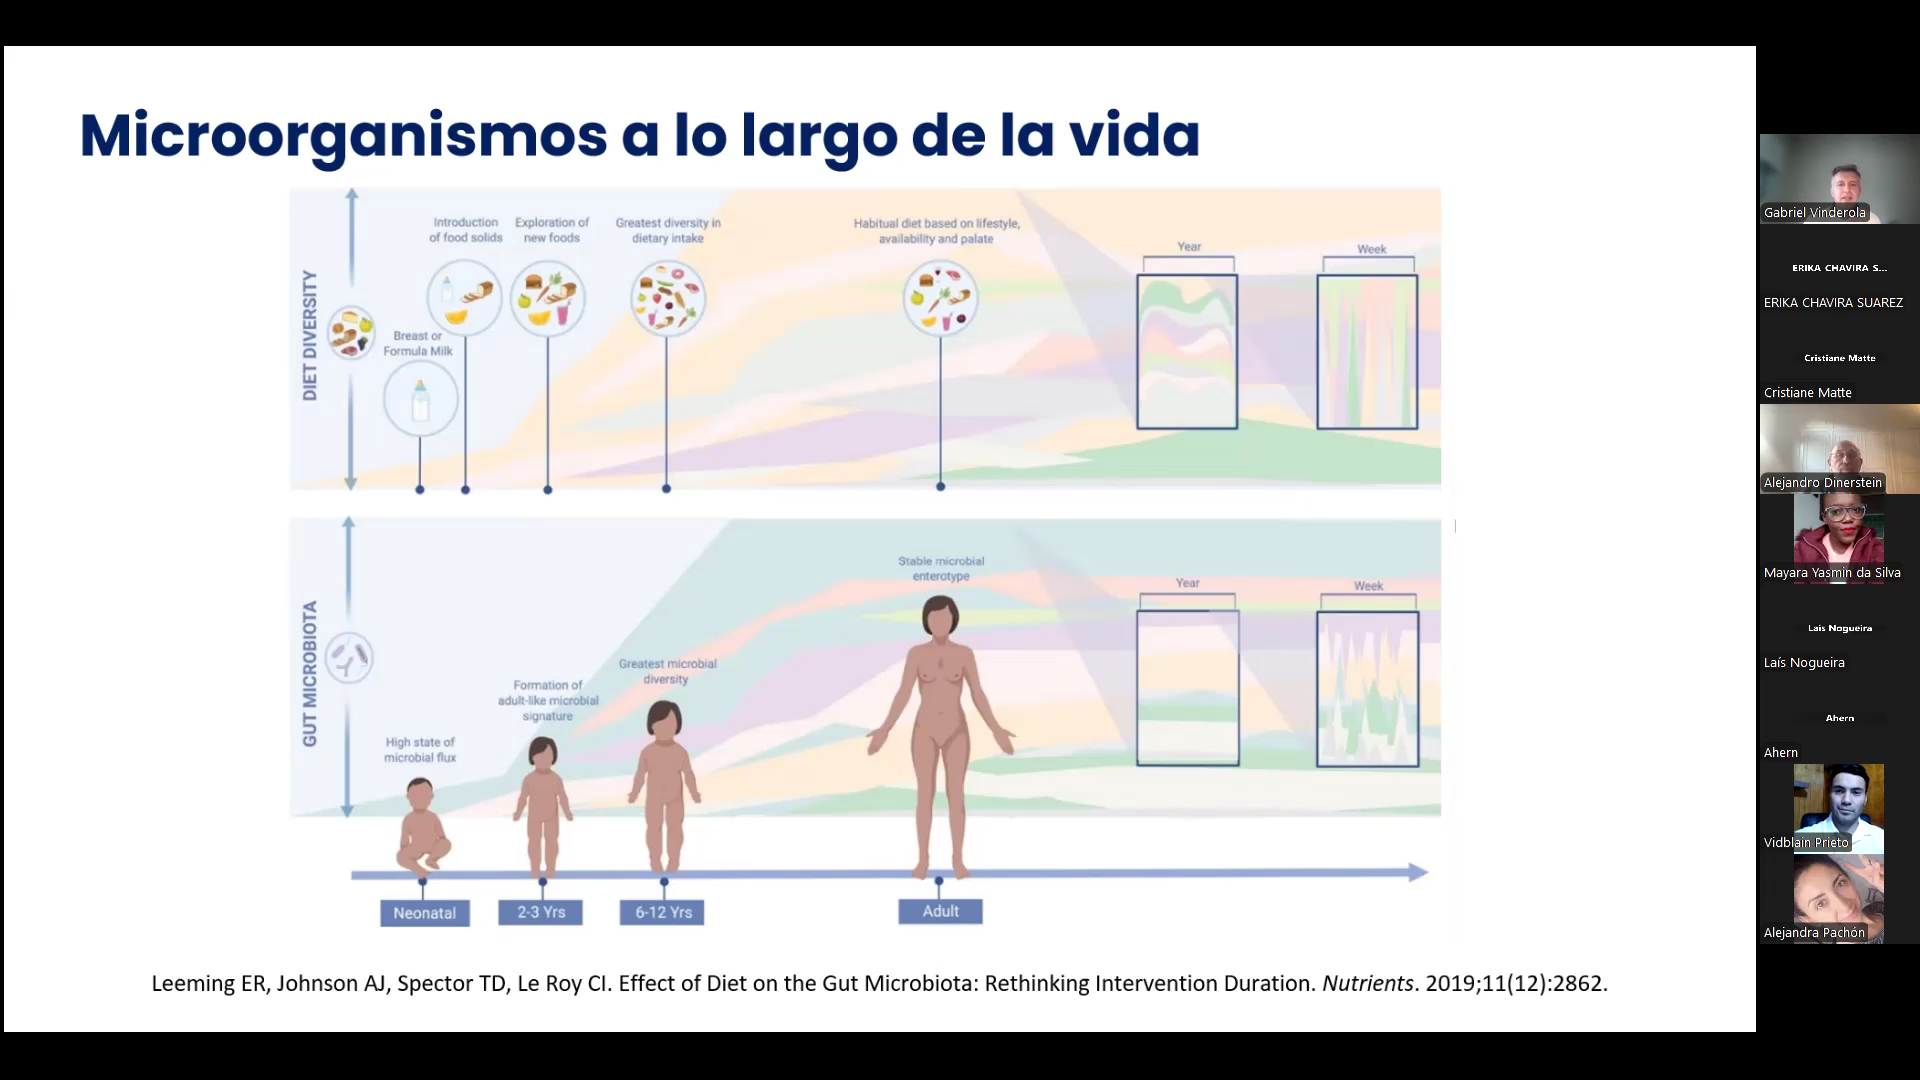 Microorganismos a lo largo de la vida
DIET DIVERSITY
Breast or
Formula Milk
Introduction
of food solids
Exploration of
new foods
Greatest diversity in
dietary intake
Habitual diet based on lifestyle,
availability and palate
Year
Week
GUT MICROBIOTA
High state of
microbial flux
Formation of
adult-like microbial
signature
Greatest microbial
diversity
Stable microbial
enterotype
Year
Week
Neonatal
2-3 Yrs
6-12 Yrs
Adult
Leeming ER, Johnson AJ, Spector TD, Le Roy CI. Effect of Diet on the Gut Microbiota: Rethinking Intervention Duration. Nutrients. 2019;11(12):2862.
Gabriel Vinderola
ERIKA CHAVIRA S...
ERIKA CHAVIRA SUAREZ
Cristiane Matte
Cristiane Matte
Alejandro Dinerstein
Mayara Yasmin da Silva
Laís Nogueira
Laís Nogueira
Ahern
Ahern
Vidblain Prieto
Alejandra Pachón